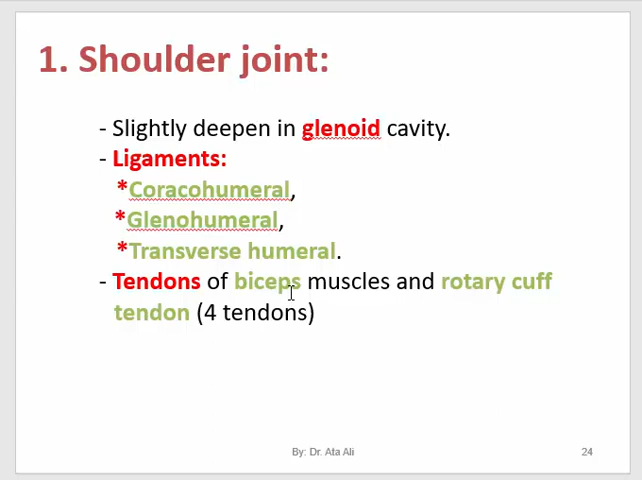 1. Shoulder joint:
- Slightly deepen in glenoid cavity.
- Ligaments:
*Coracohumeral,
*Glenohumeral,
*Transverse humeral.
- Tendons of biceps muscles and rotary cuff
tendon (4 tendons)
By: Dr. Ata Ali
24